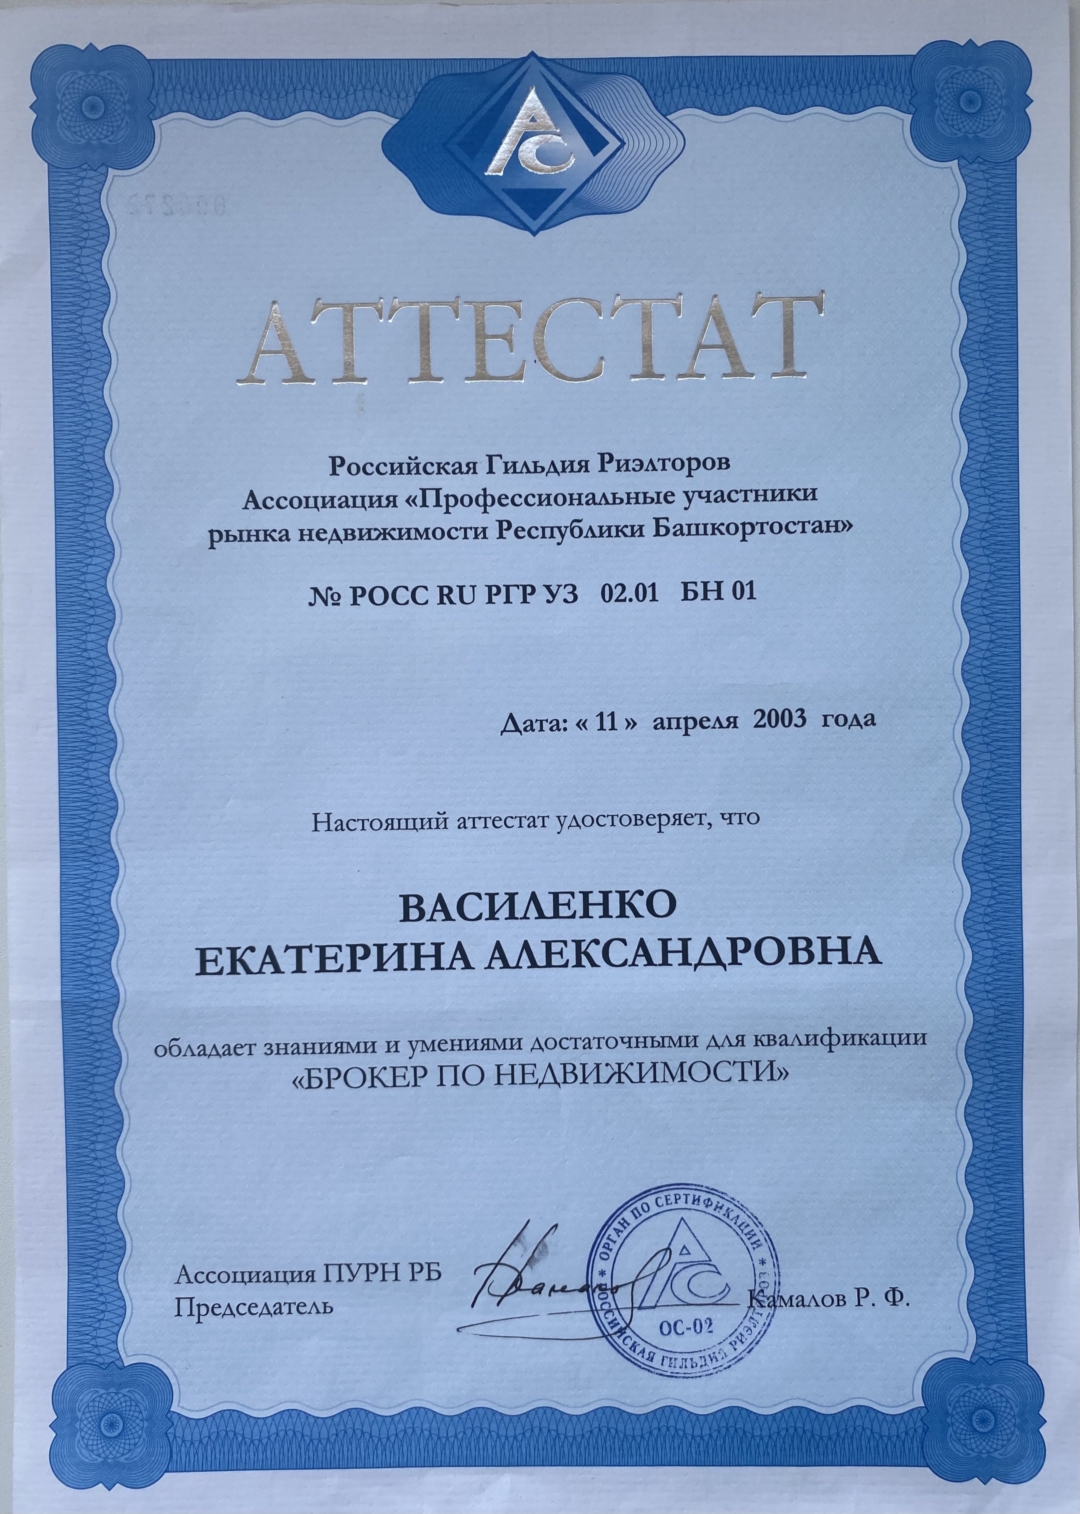 АС
АТТЕСТАТ
Российская Гильдия Риэлторов
Ассоциация «Профессиональные участники
рынка недвижимости Республики Башкортостан»
№ РОСС RU РГР УЗ 02.01 БН 01
Дата: « 11 » апреля 2003 года
Настоящий аттестат удостоверяет, что
ВАСИЛЕНКО
ЕКАТЕРИНА АЛЕКСАНДРОВНА
обладает знаниями и умениями достаточными для квалификации
«БРОКЕР ПО НЕДВИЖИМОСТИ»
Ассоциация ПУРН РБ
Председатель
Камалов Р. Ф.
ОРГАН ПО СЕРТИФИКАЦИИ
АС
ОС-02
РОССИЙСКАЯ ГИЛЬДИЯ